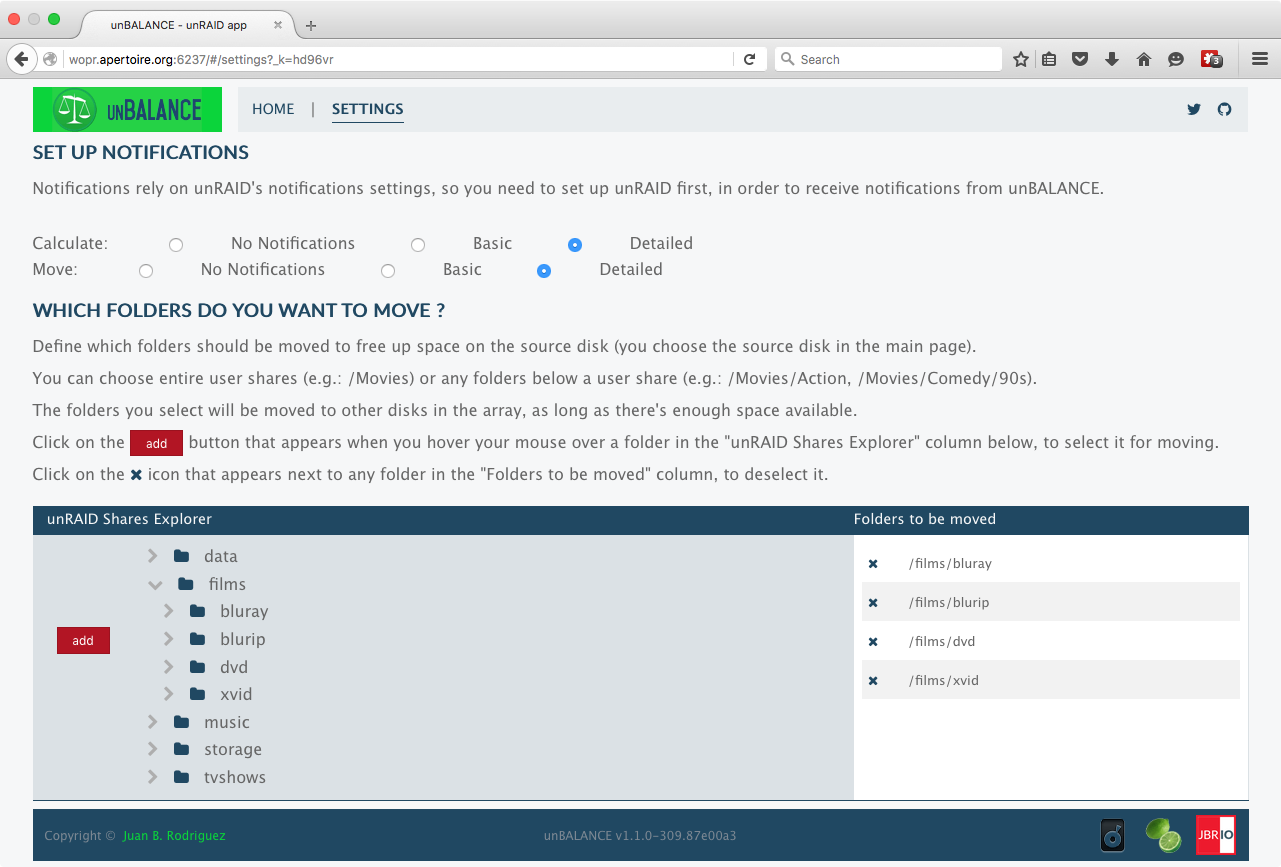 unBALANCE - unRAID app
wopr.apertoire.org:6237/#/settings?_k=hd96vr
Search
3
unBALANCE
HOME | SETTINGS
SET UP NOTIFICATIONS
Notifications rely on unRAID's notifications settings, so you need to set up unRAID first, in order to receive notifications from unBALANCE.
Calculate: No Notifications Basic Detailed
Move: No Notifications Basic Detailed
WHICH FOLDERS DO YOU WANT TO MOVE ?
Define which folders should be moved to free up space on the source disk (you choose the source disk in the main page).
You can choose entire user shares (e.g.: /Movies) or any folders below a user share (e.g.: /Movies/Action, /Movies/Comedy/90s).
The folders you select will be moved to other disks in the array, as long as there's enough space available.
Click on the add button that appears when you hover your mouse over a folder in the "unRAID Shares Explorer" column below, to select it for moving.
Click on the ✖ icon that appears next to any folder in the "Folders to be moved" column, to deselect it.
unRAID Shares Explorer
data
films
bluray
blurip
add
dvd
xvid
music
storage
tvshows
Folders to be moved
/films/bluray
/films/blurip
/films/dvd
/films/xvid
Copyright © Juan B. Rodriguez
unBALANCE v1.1.0-309.87e00a3
JBRIO